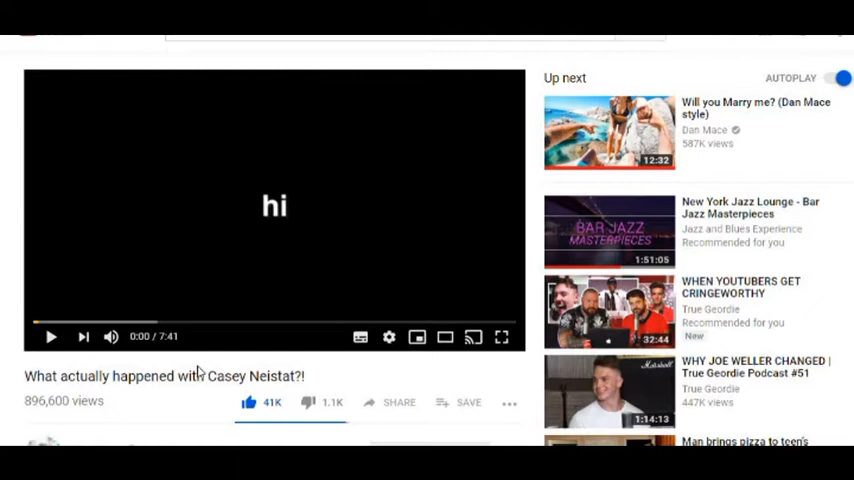 hi
0:00 / 7:41
What actually happened with Casey Neistat?!
896,600 views
41K
1.1K
SHARE
SAVE
Up next
AUTOPLAY
12:32
Will you Marry me? (Dan Mace
style)
Dan Mace
587K views
BAR JAZZ
MASTERPIECES
1:51:05
New York Jazz Lounge - Bar
Jazz Masterpieces
Jazz and Blues Experience
Recommended for you
32:44
WHEN YOUTUBERS GET
CRINGEWORTHY
True Geordie
Recommended for you
New
Marshall
1:14:13
WHY JOE WELLER CHANGED |
True Geordie Podcast #51
True Geordie
447K views
Man brings pizza to teen's